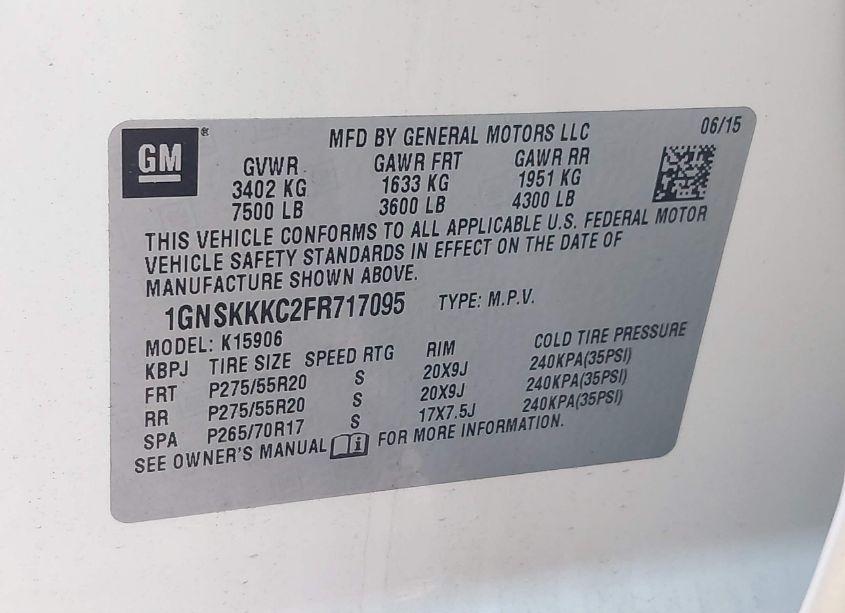 GM®
MFD BY GENERAL MOTORS LLC 06/15
GVWR GAWR FRT GAWR RR
3402 KG 1633 KG 1951 KG
7500 LB 3600 LB 4300 LB
THIS VEHICLE CONFORMS TO ALL APPLICABLE U.S. FEDERAL MOTOR
VEHICLE SAFETY STANDARDS IN EFFECT ON THE DATE OF
MANUFACTURE SHOWN ABOVE.
1GNSKKKC2FR717095 TYPE: M.P.V.
MODEL: K15906
KBPJ TIRE SIZE SPEED RTG RIM COLD TIRE PRESSURE
FRT P275/55R20 S 20X9J 240KPA(35PSI)
RR P275/55R20 S 20X9J 240KPA(35PSI)
SPA P265/70R17 S 17X7.5J 240KPA(35PSI)
SEE OWNER'S MANUAL i FOR MORE INFORMATION.